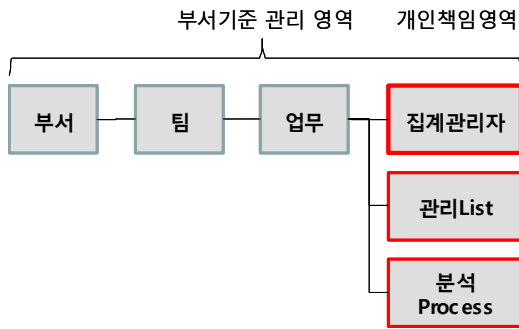 부서기준 관리 영역 개인책임영역
부서 팀 업무 집계관리자
관리List
분석
Process